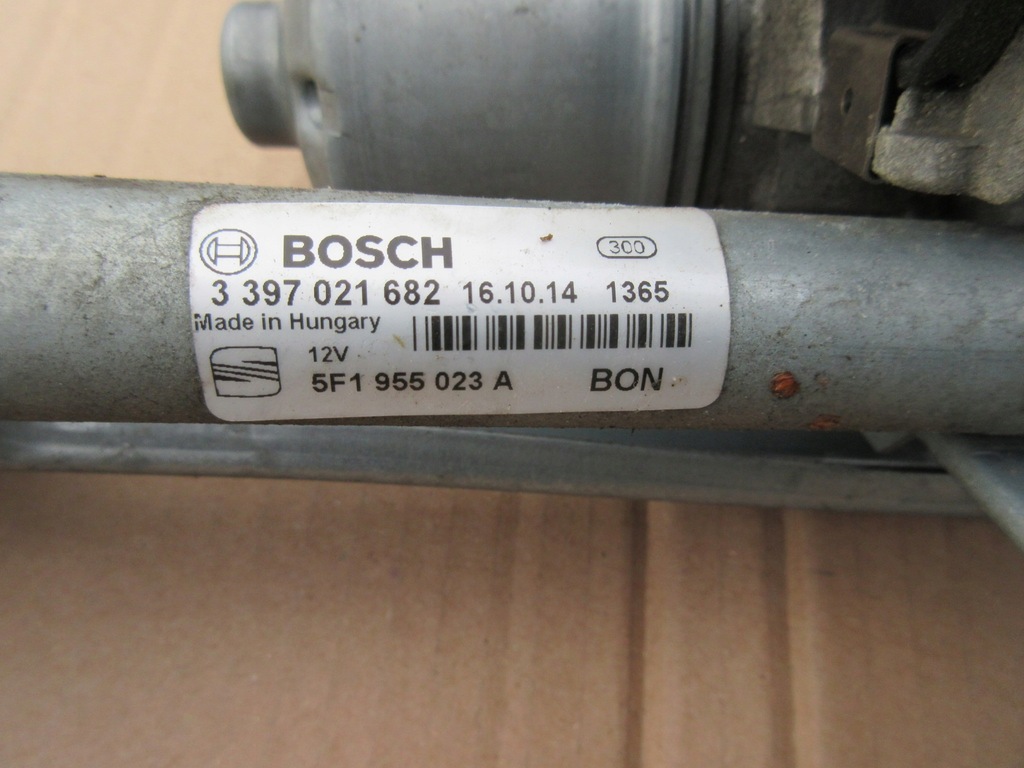 BOSCH 300
3 397 021 682 16.10.14 1365
Made in Hungary
12V
5F1 955 023 A BON